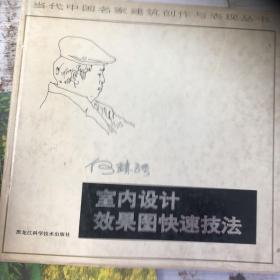 当代中国名家建筑创作与表现丛书
室内设计
效果图快速技法
黑龙江科学技术出版社